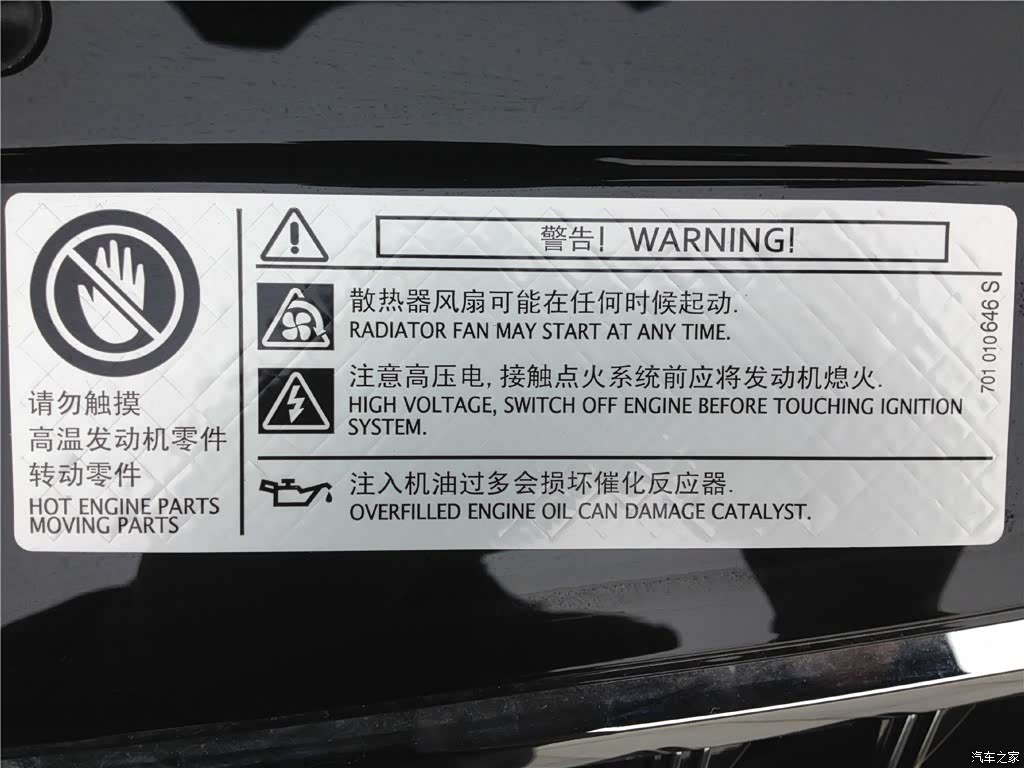 请勿触摸
高温发动机零件
转动零件
HOT ENGINE PARTS
MOVING PARTS
警告! WARNING!
散热器风扇可能在任何时候起动.
RADIATOR FAN MAY START AT ANY TIME.
注意高压电,接触点火系统前应将发动机熄火.
HIGH VOLTAGE, SWITCH OFF ENGINE BEFORE TOUCHING IGNITION
SYSTEM.
注入机油过多会损坏催化反应器.
OVERFILLED ENGINE OIL CAN DAMAGE CATALYST.
701 010 646 S
汽车之家